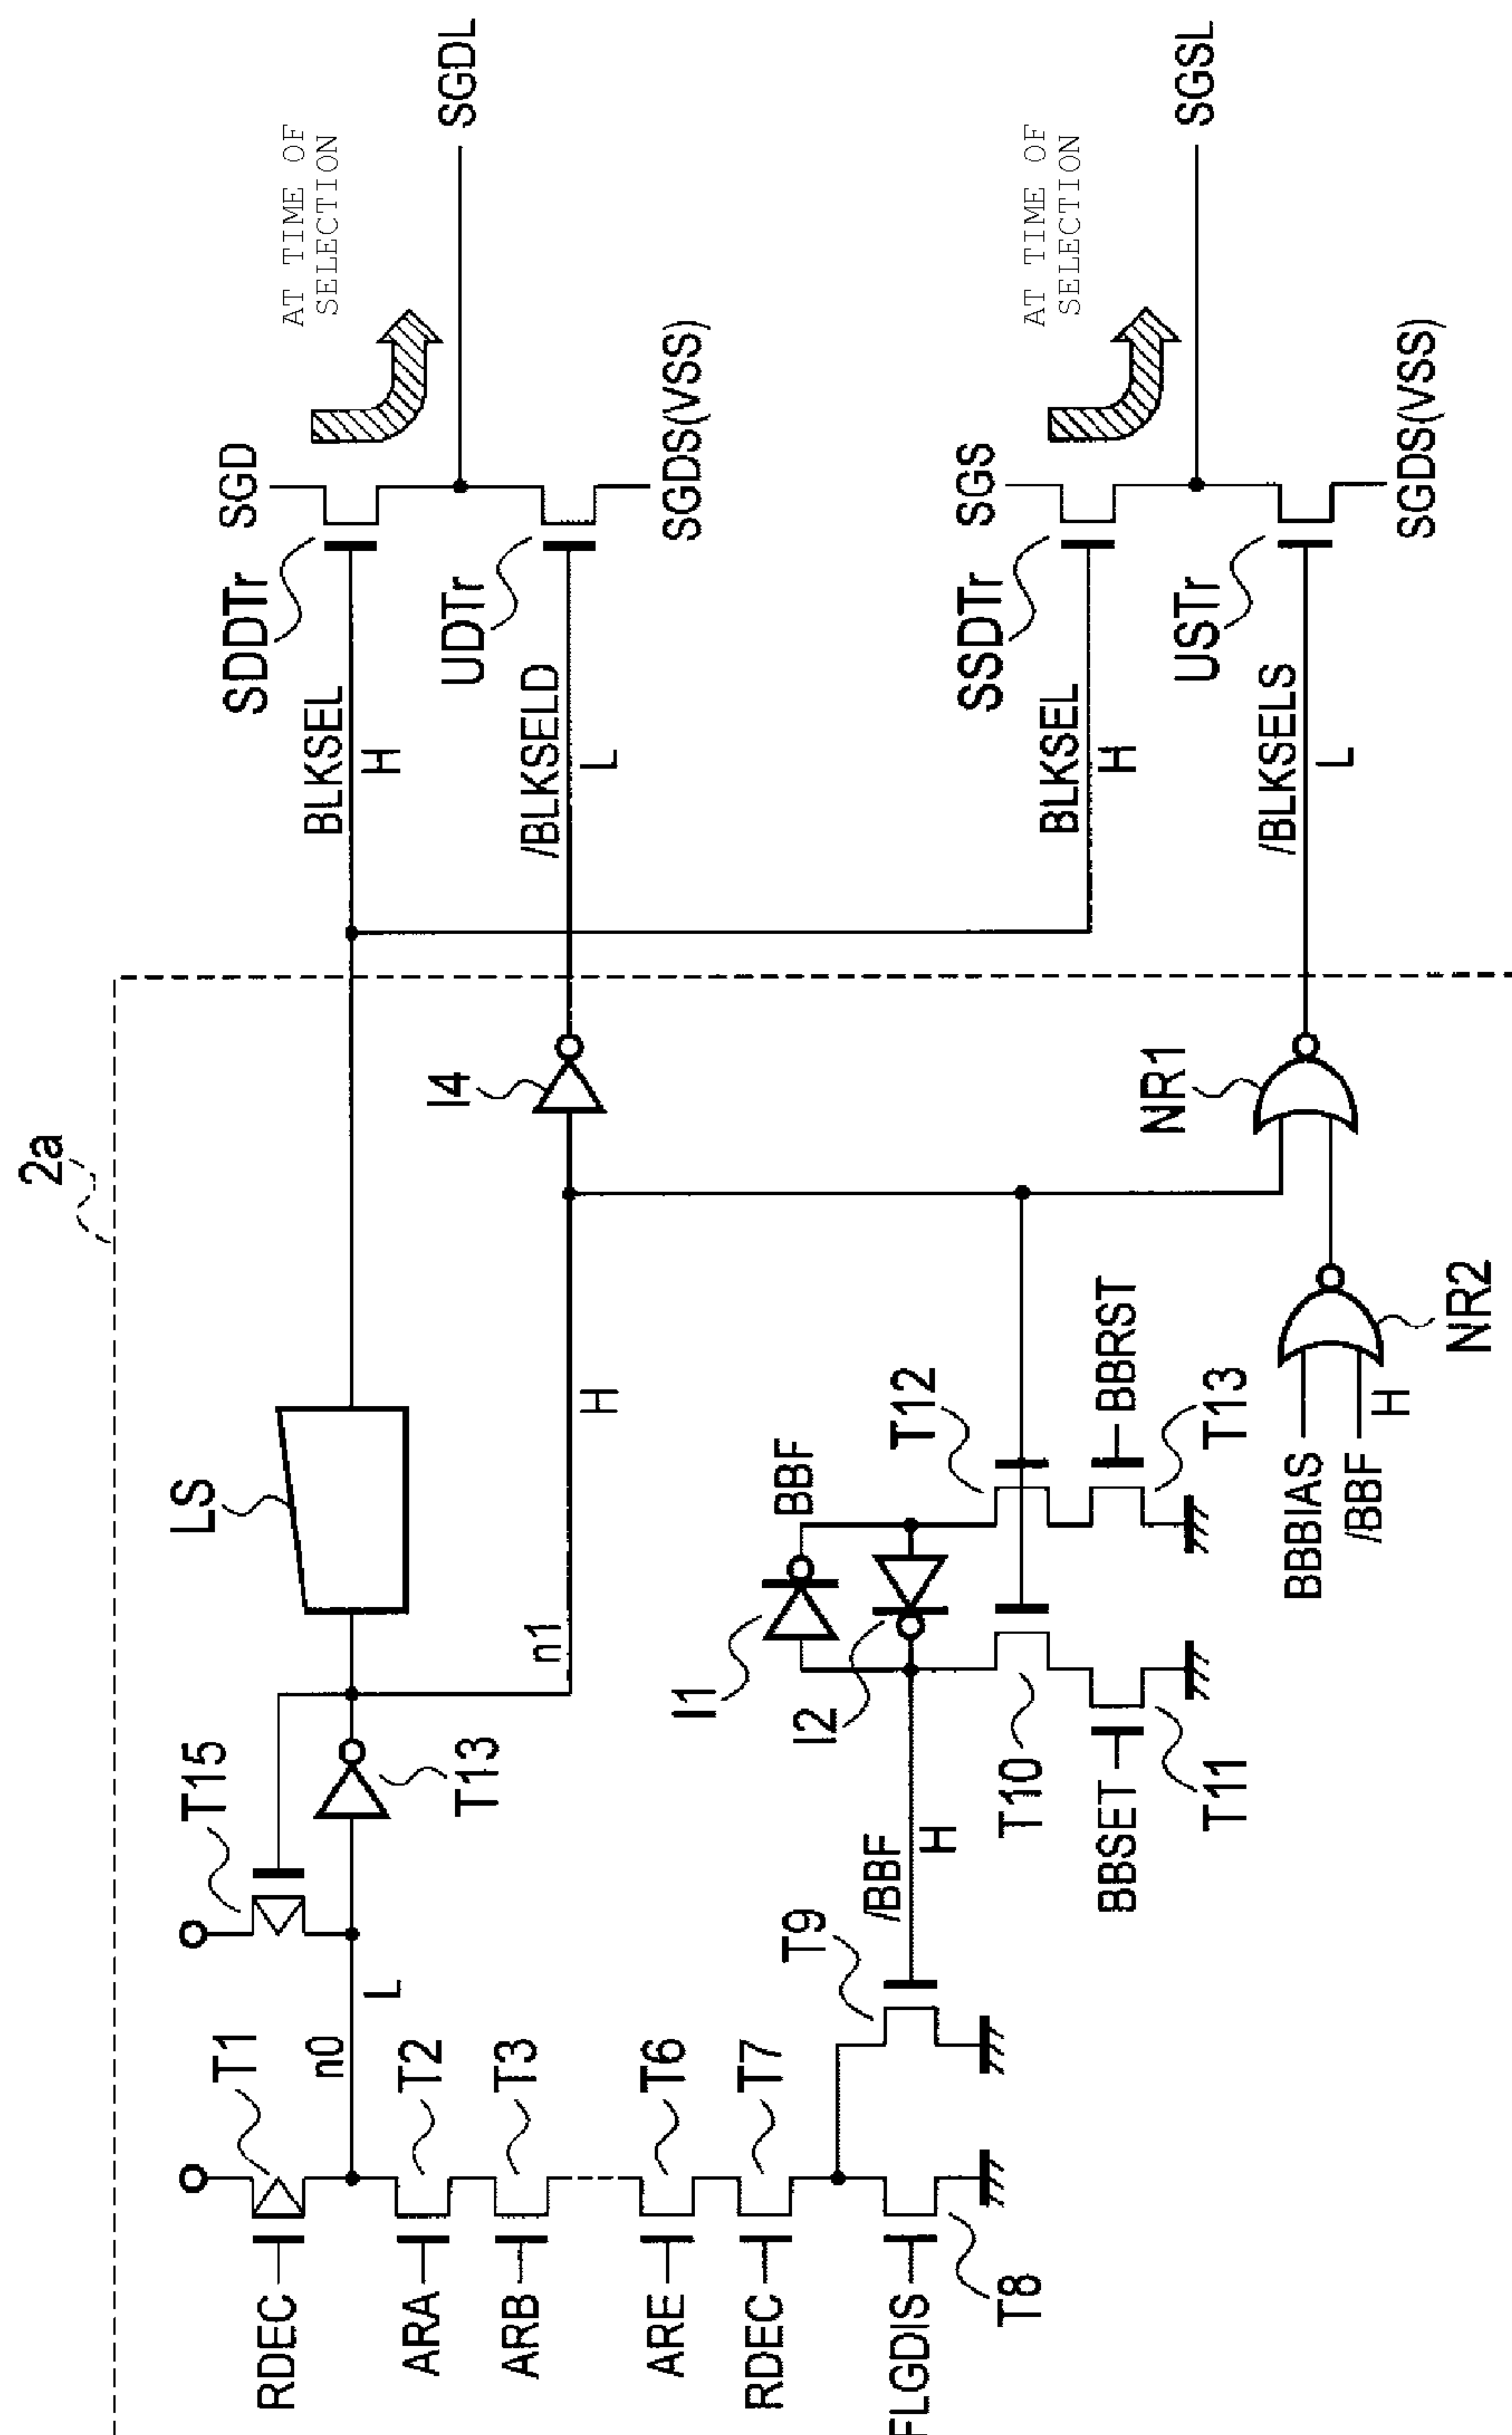 2a
RDEC
T1
n0
L
T15
T13
LS
n1
H
ARA
T2
ARB
T3
ARE
T6
RDEC
T7
FLGDIS
T8
T9
/BBF
H
I1
I2
BBF
T10
BBSET
T11
T12
BBRST
T13
BBBIAS
/BBF
H
NR2
NR1
I4
BLKSEL
H
/BLKSELD
L
BLKSEL
H
/BLKSELS
L
SDDTr
SGD
UDTr
SGDS(VSS)
AT TIME OF
SELECTION
SGDL
SSDTr
SGS
USTr
SGDS(VSS)
AT TIME OF
SELECTION
SGSL